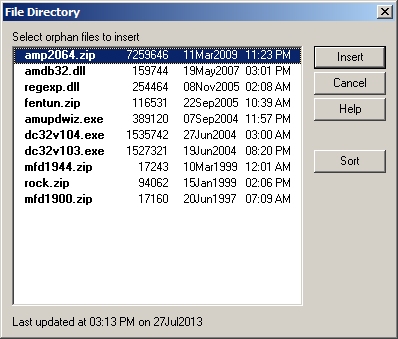 File Directory
Select orphan files to insert
amp2064.zip 7259646 11Mar2009 11:23 PM
amdb32.dll 159744 19May2007 03:01 PM
regexp.dll 254464 08Nov2005 02:08 AM
fentun.zip 116531 22Sep2005 10:39 AM
amupdwiz.exe 389120 07Sep2004 11:57 PM
dc32v104.exe 1535742 27Jun2004 03:00 AM
dc32v103.exe 1527321 19Jun2004 08:20 PM
mfd1944.zip 17243 10Mar1999 12:01 AM
rock.zip 94062 15Jan1999 02:06 PM
mfd1900.zip 17160 20Jun1997 07:09 AM
Insert
Cancel
Help
Sort
Last updated at 03:13 PM on 27Jul2013